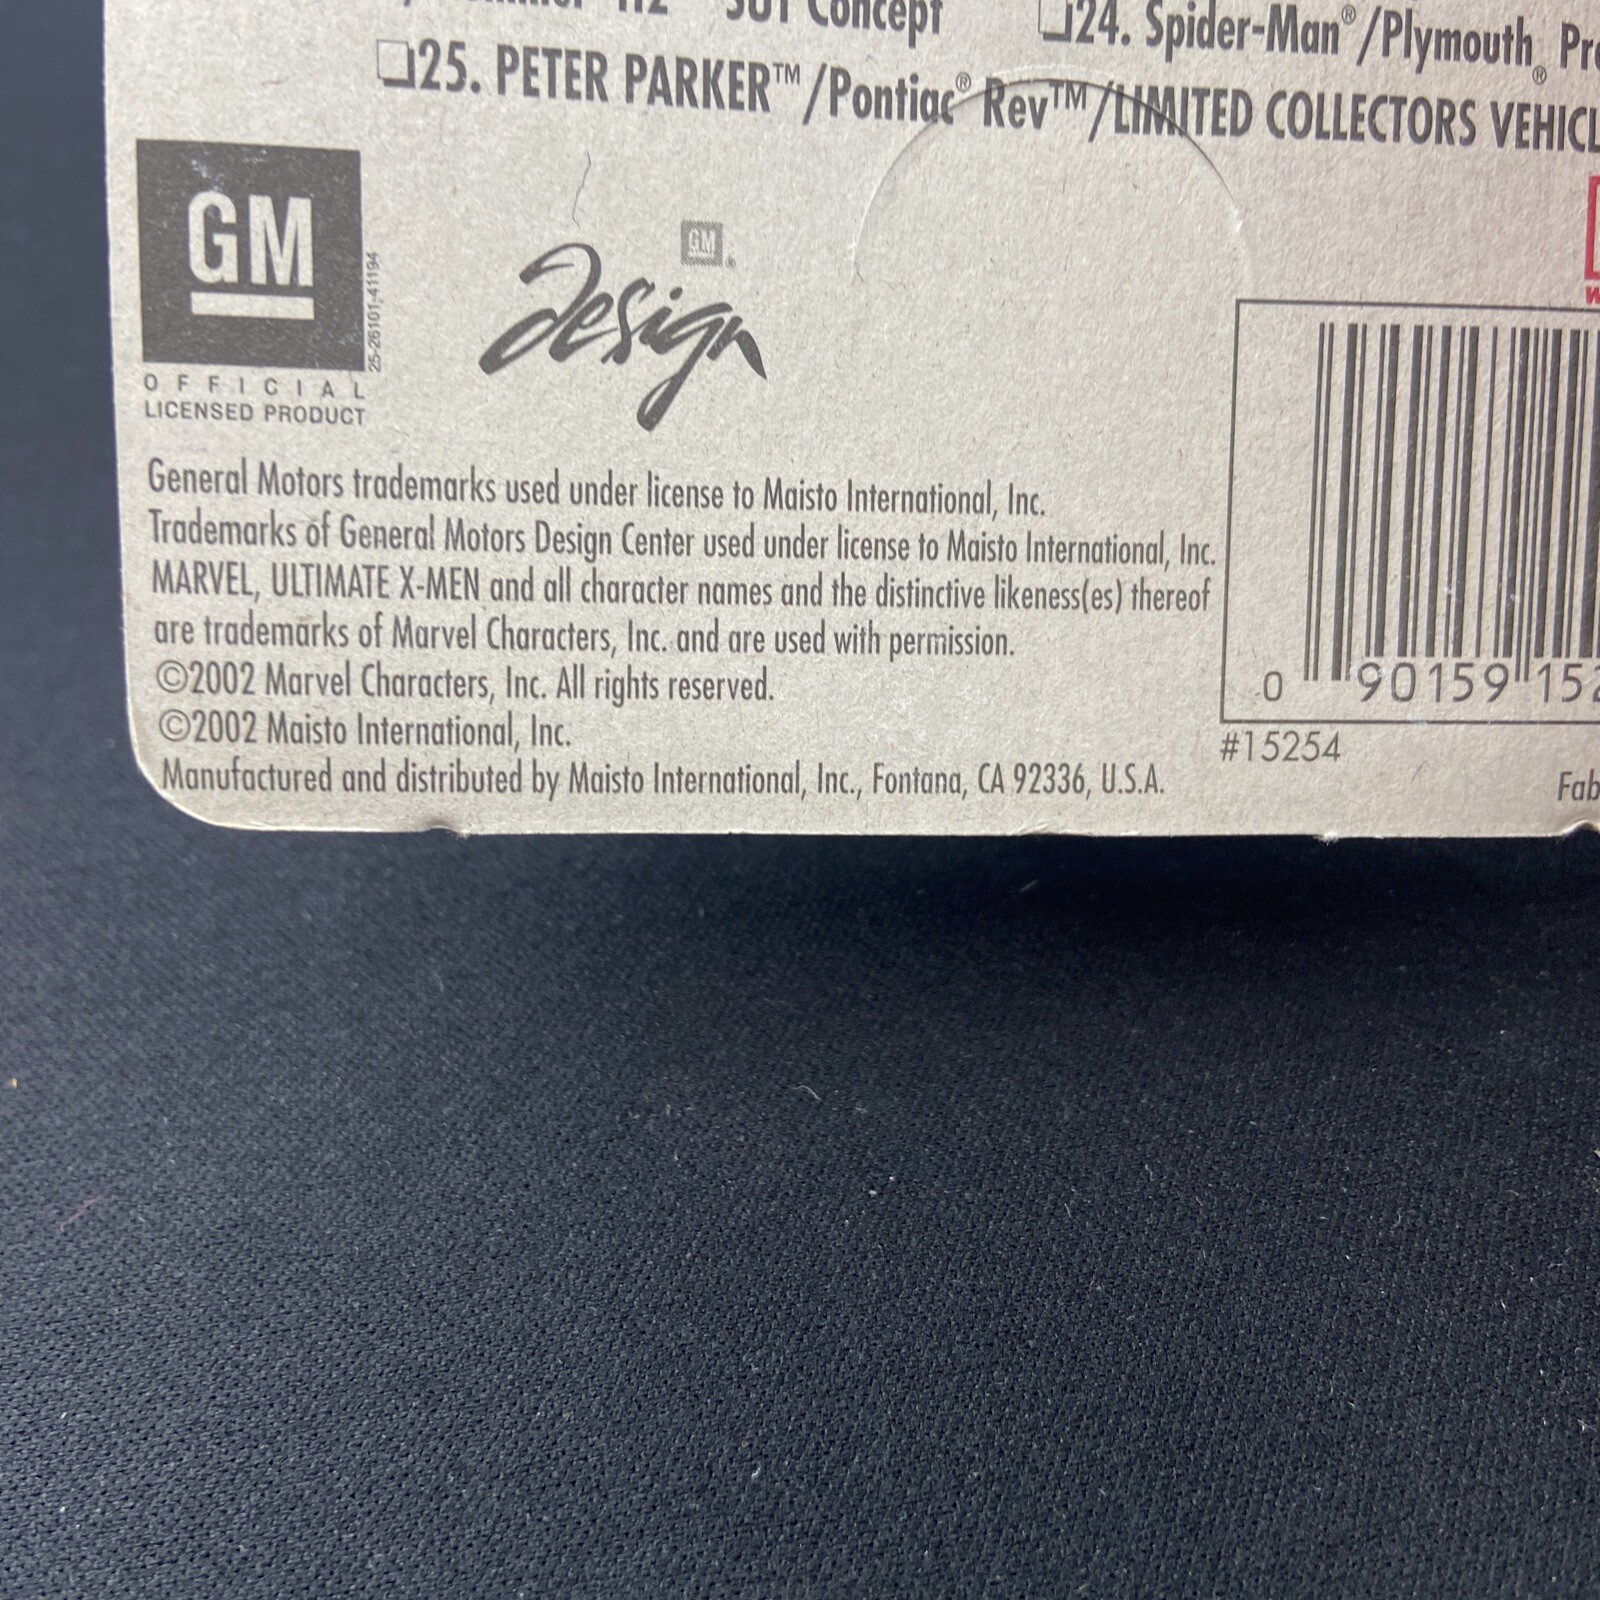 H2 SUT Concept
❏24. Spider-Man®/Plymouth®
❏25. PETER PARKER™/Pontiac® Rev™/LIMITED COLLECTORS
GM
25-26101-41194
OFFICIAL
LICENSED PRODUCT
GM®
design
General Motors trademarks used under license to Maisto International, Inc.
Trademarks of General Motors Design Center used under license to Maisto International, Inc.
MARVEL, ULTIMATE X-MEN and all character names and the distinctive likeness(es) thereof
are trademarks of Marvel Characters, Inc. and are used with permission.
©2002 Marvel Characters, Inc. All rights reserved.
©2002 Maisto International, Inc.
Manufactured and distributed by Maisto International, Inc., Fontana, CA 92336, U.S.A.
0 90159 152
#15254
Fab